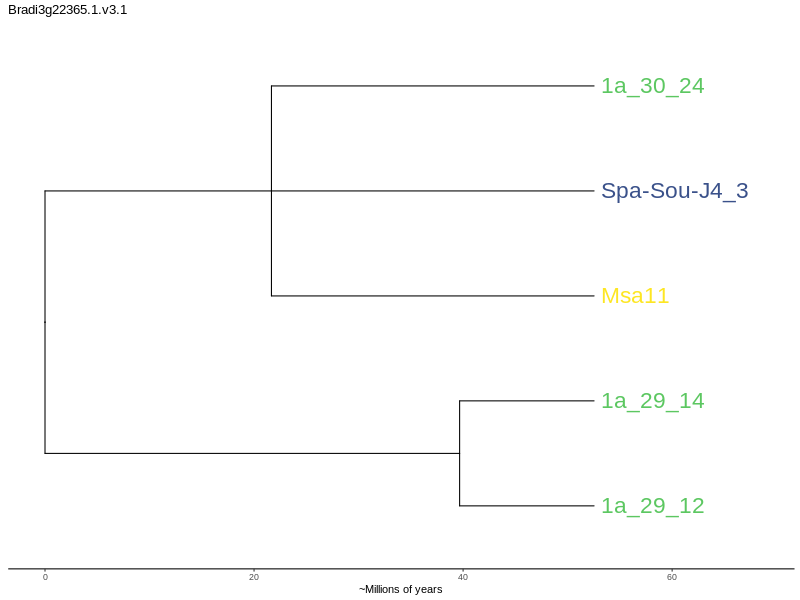 Bradi3g22365.1.v3.1
1a_30_24
Spa-Sou-J4_3
Msa11
1a_29_14
1a_29_12
0 20 40 60
~Millions of years